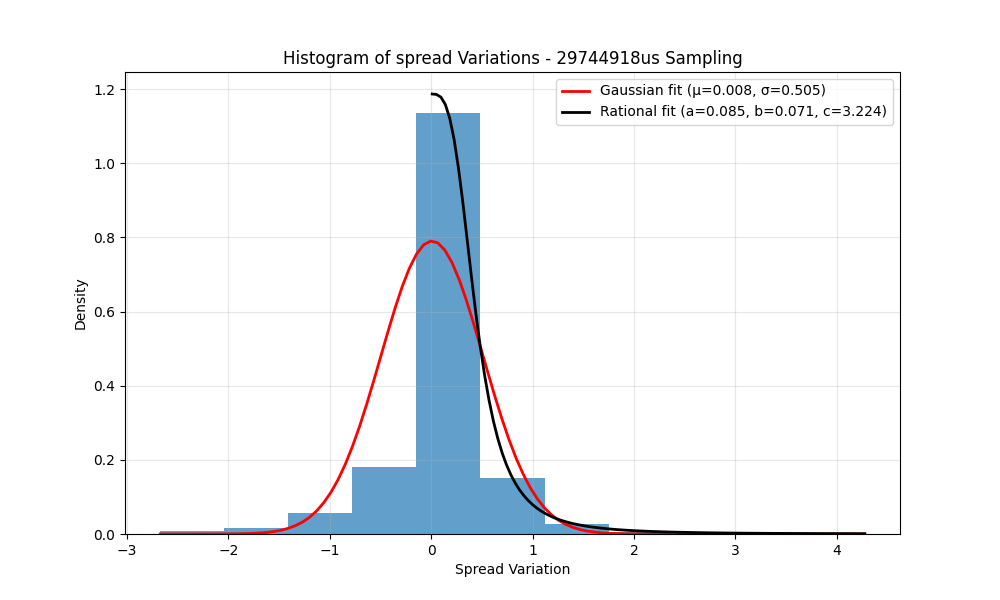 Histogram of spread Variations - 29744918us Sampling
Gaussian fit (μ=0.008, σ=0.505)
Rational fit (a=0.085, b=0.071, c=3.224)
1.2
1.0
0.8
0.6
0.4
0.2
0.0
Density
−3 −2 −1 0 1 2 3 4
Spread Variation